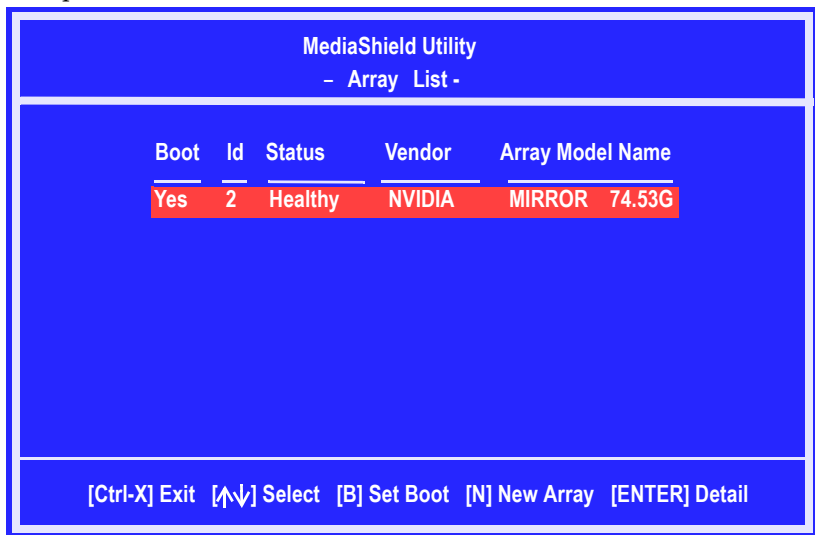 MediaShield Utility
– Array List -
Boot Id Status Vendor Array Model Name
Yes 2 Healthy NVIDIA MIRROR 74.53G
[Ctrl-X] Exit [↑↓] Select [B] Set Boot [N] New Array [ENTER] Detail